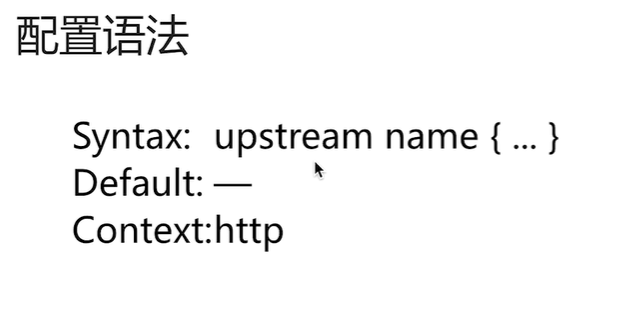 配置语法
Syntax: upstream name { ... }
Default: —
Context:http